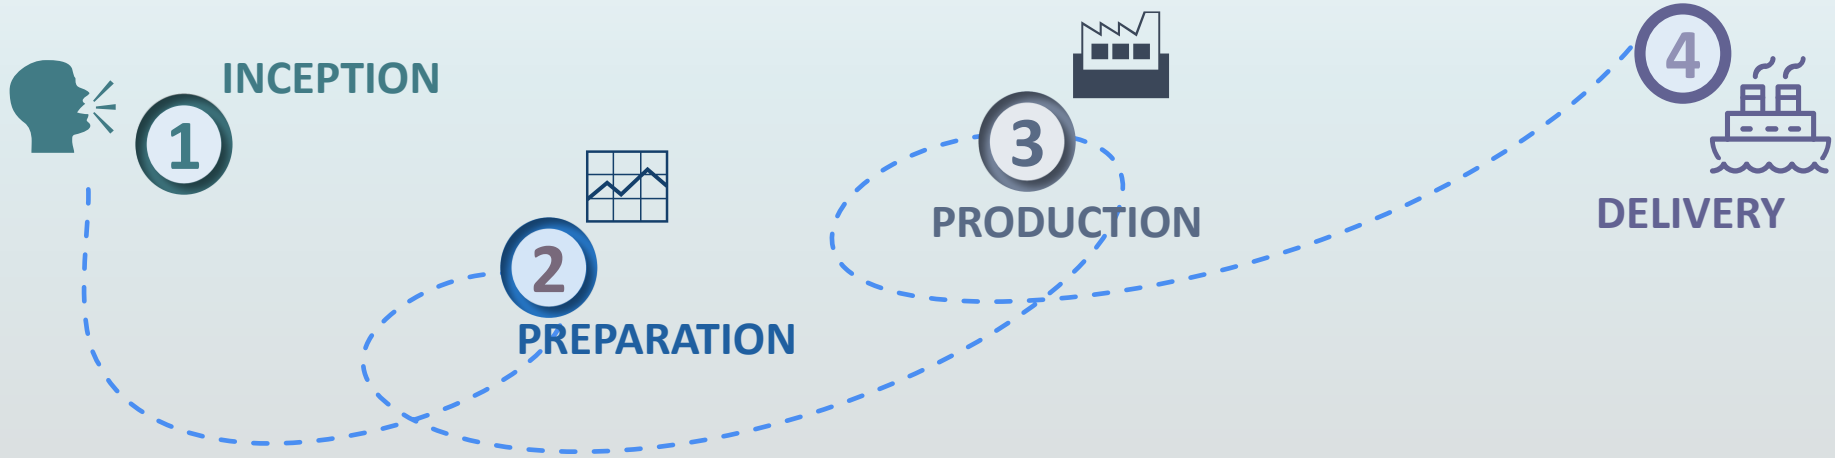 1
INCEPTION
2
PREPARATION
3
PRODUCTION
4
DELIVERY